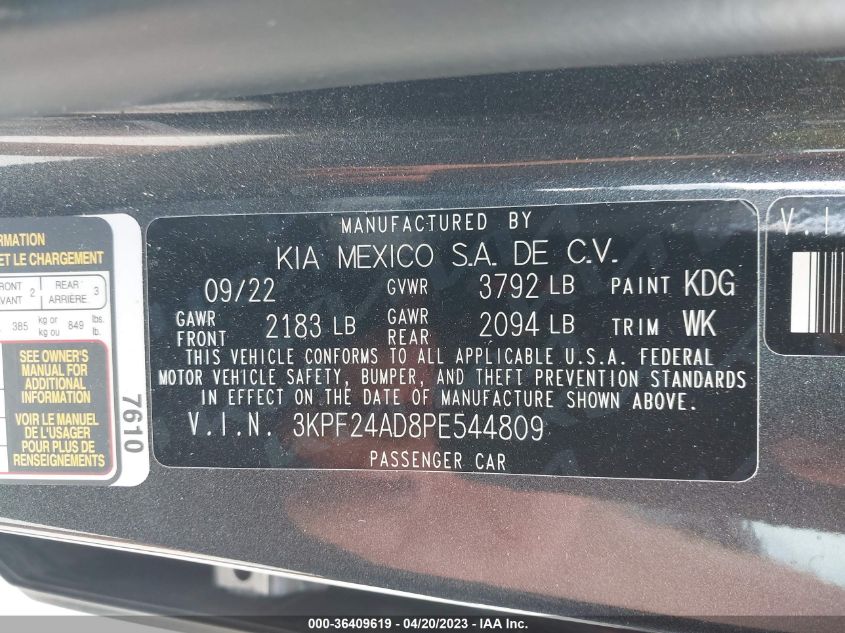 MANUFACTURED BY
KIA MEXICO S.A. DE C.V.
09/22 GVWR 3792 LB PAINT KDG
GAWR FRONT 2183 LB GAWR REAR 2094 LB TRIM WK
THIS VEHICLE CONFORMS TO ALL APPLICABLE U.S.A. FEDERAL
MOTOR VEHICLE SAFETY, BUMPER, AND THEFT PREVENTION STANDARDS
IN EFFECT ON THE DATE OF MANUFACTURE SHOWN ABOVE.
V.I.N. 3KPF24AD8PE544809
PASSENGER CAR
ET LE CHARGEMENT
FRONT 2 REAR 3
ARRIÈRE
385 kg or 849 lbs.
kg ou lb.
SEE OWNER'S
MANUAL FOR
ADDITIONAL
INFORMATION
VOIR LE MANUEL
DE L'USAGER
POUR PLUS DE
RENSEIGNEMENTS
7610
V.I
000-36409619 - 04/20/2023 - IAA Inc.